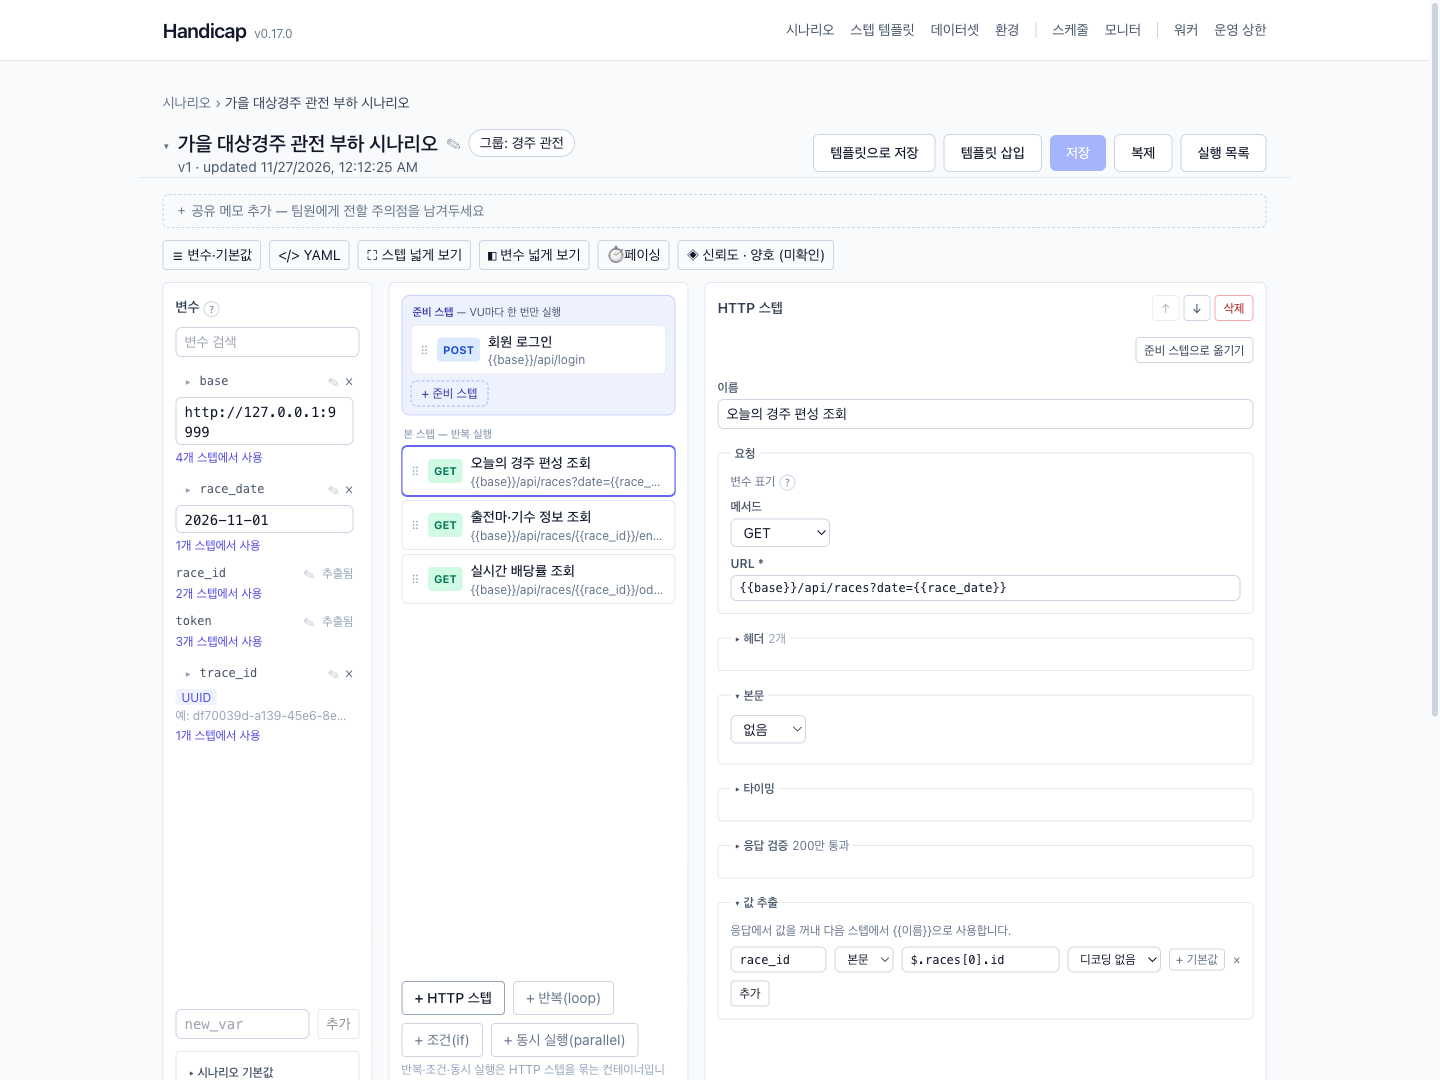 Handicap v0.17.0
시나리오 스텝 템플릿 데이터셋 환경 스케줄 모니터 워커 운영 상한
시나리오 › 가을 대상경주 관전 부하 시나리오
▾ 가을 대상경주 관전 부하 시나리오 ✎ 그룹: 경주 관전
v1 · updated 11/27/2026, 12:12:25 AM
템플릿으로 저장 템플릿 삽입 저장 복제 실행 목록
+ 공유 메모 추가 — 팀원에게 전할 주의점을 남겨두세요
☰ 변수·기본값 </> YAML ⛶ 스텝 넓게 보기 ◧ 변수 넓게 보기 ⏱페이싱 ◈ 신뢰도 · 양호 (미확인)
변수 ?
변수 검색
▸ base ✎ ×
http://127.0.0.1:9
999
4개 스텝에서 사용
▸ race_date ✎ ×
2026-11-01
1개 스텝에서 사용
race_id ✎ 추출됨
2개 스텝에서 사용
token ✎ 추출됨
3개 스텝에서 사용
▸ trace_id ✎ ×
UUID
예: df70039d-a139-45e6-8e...
1개 스텝에서 사용
new_var 추가
▸ 시나리오 기본값
준비 스텝 — VU마다 한 번만 실행
POST 회원 로그인
{{base}}/api/login
+ 준비 스텝
본 스텝 — 반복 실행
GET 오늘의 경주 편성 조회
{{base}}/api/races?date={{race_...
GET 출전마·기수 정보 조회
{{base}}/api/races/{{race_id}}/en...
GET 실시간 배당률 조회
{{base}}/api/races/{{race_id}}/od...
+ HTTP 스텝 + 반복(loop)
+ 조건(if) + 동시 실행(parallel)
반복·조건·동시 실행은 HTTP 스텝을 묶는 컨테이너입니
HTTP 스텝 ↑ ↓ 삭제
준비 스텝으로 옮기기
이름
오늘의 경주 편성 조회
요청
변수 표기 ?
메서드
GET
URL *
{{base}}/api/races?date={{race_date}}
▸ 헤더 2개
▾ 본문
없음
▸ 타이밍
▸ 응답 검증 200만 통과
▾ 값 추출
응답에서 값을 꺼내 다음 스텝에서 {{이름}}으로 사용합니다.
race_id 본문 $.races[0].id 디코딩 없음 + 기본값 ×
추가